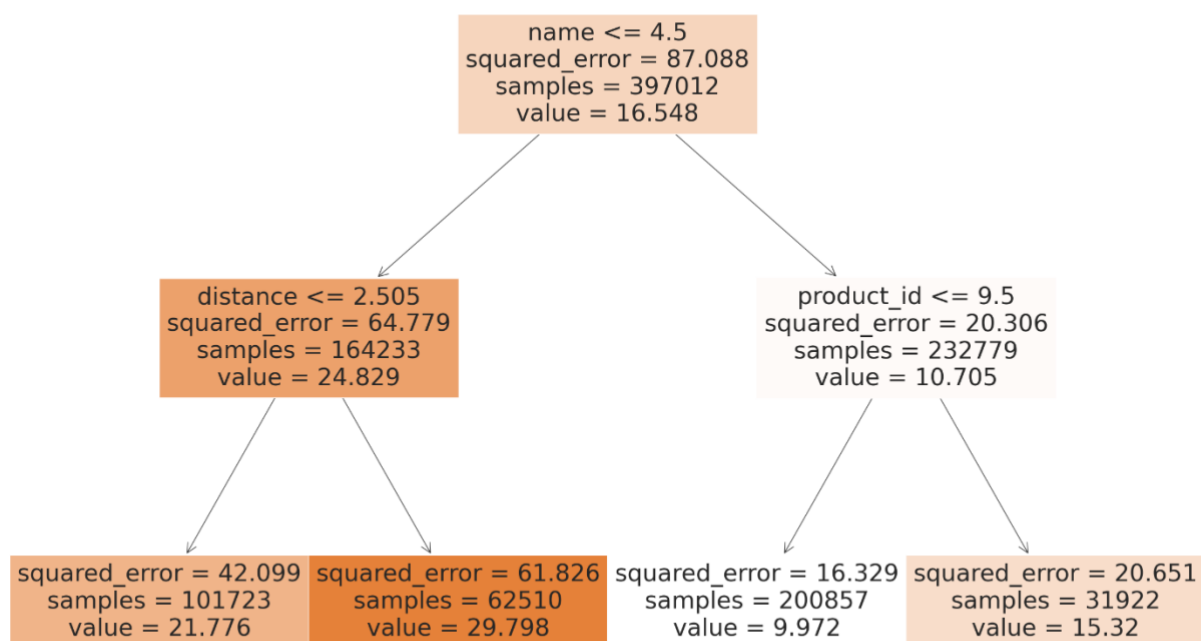 name <= 4.5
squared_error = 87.088
samples = 397012
value = 16.548
distance <= 2.505
squared_error = 64.779
samples = 164233
value = 24.829
product_id <= 9.5
squared_error = 20.306
samples = 232779
value = 10.705
squared_error = 42.099
samples = 101723
value = 21.776
squared_error = 61.826
samples = 62510
value = 29.798
squared_error = 16.329
samples = 200857
value = 9.972
squared_error = 20.651
samples = 31922
value = 15.32